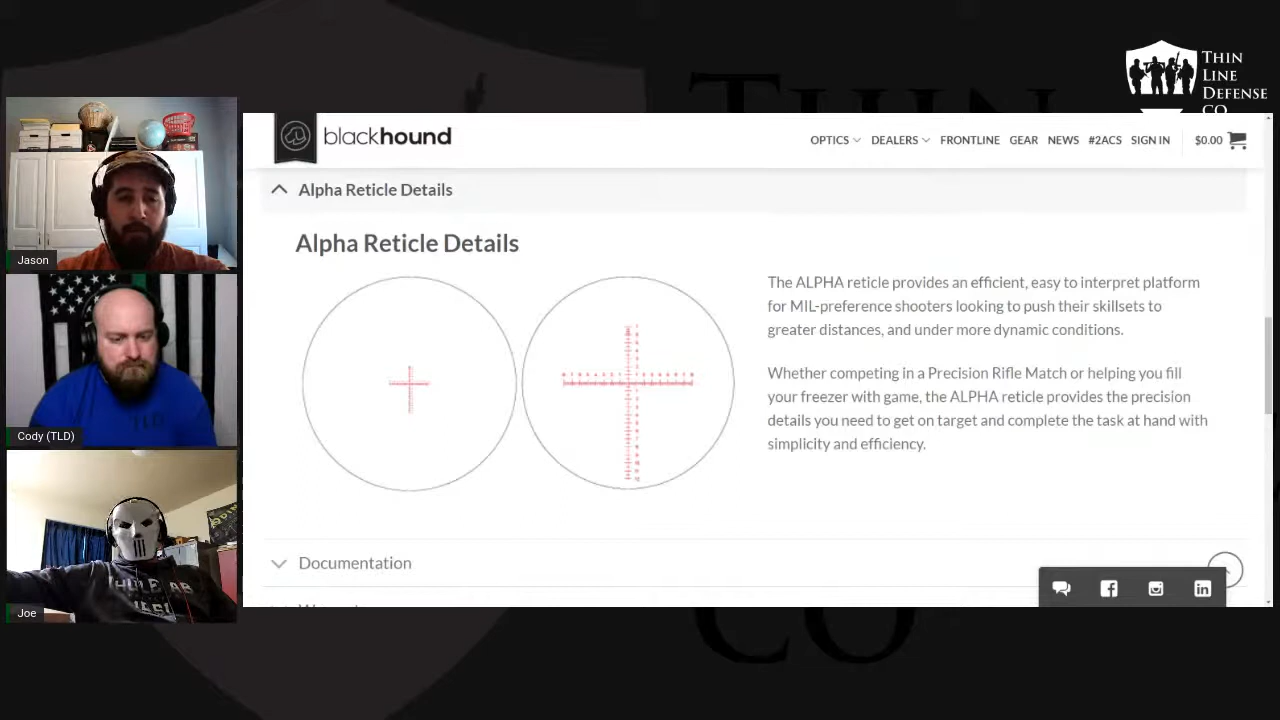 THIN
LINE
DEFENSE
CO
THIN
CO
blackhound
OPTICS DEALERS FRONTLINE GEAR NEWS #2ACS SIGN IN $0.00
Alpha Reticle Details
Alpha Reticle Details
The ALPHA reticle provides an efficient, easy to interpret platform
for MIL-preference shooters looking to push their skillsets to
greater distances, and under more dynamic conditions.
Whether competing in a Precision Rifle Match or helping you fill
your freezer with game, the ALPHA reticle provides the precision
details you need to get on target and complete the task at hand with
simplicity and efficiency.
Documentation
Jason
Cody (TLD)
TLD
Joe